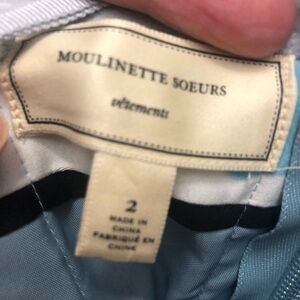 MOULINETTE SOEURS
vêtements
2
MADE IN
CHINA
FABRIQUÉ EN
CHINE